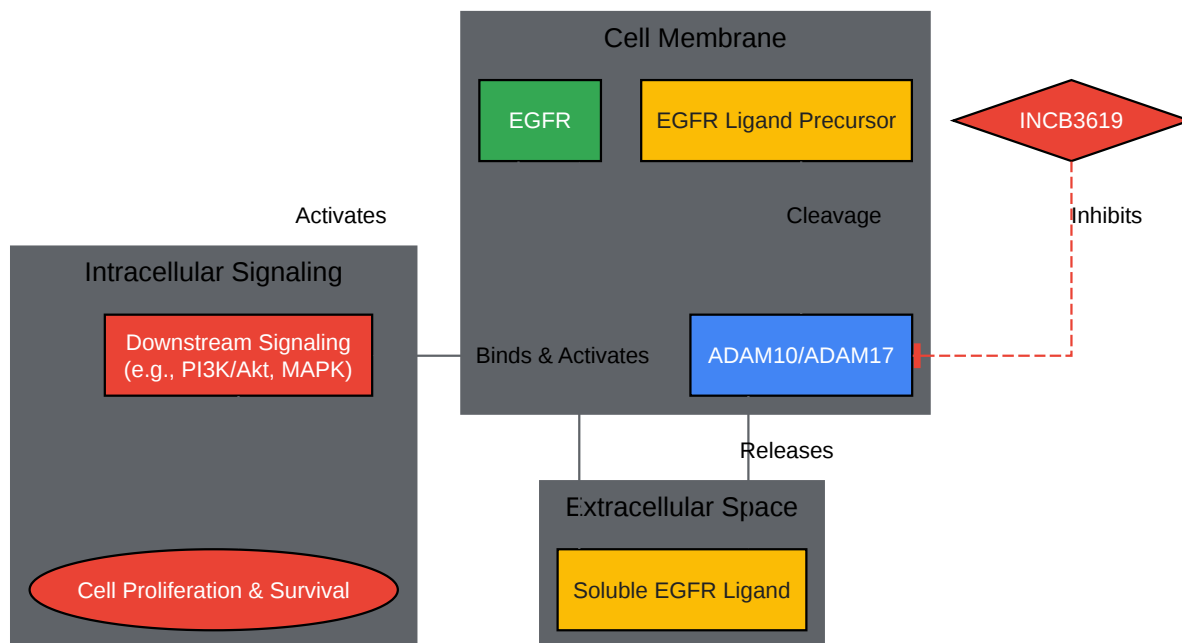 Cell Membrane
EGFR
EGFR Ligand Precursor
INCB3619
Activates
Cleavage
Inhibits
Intracellular Signaling
Downstream Signaling
(e.g., PI3K/Akt, MAPK)
Binds & Activates
ADAM10/ADAM17
Releases
Extracellular Space
Cell Proliferation & Survival
Soluble EGFR Ligand